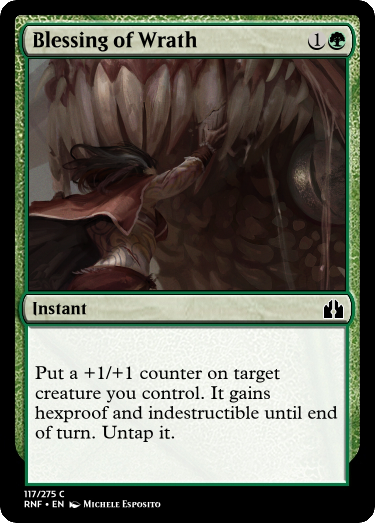 Blessing of Wrath 1
Instant
Put a +1/+1 counter on target
creature you control. It gains
hexproof and indestructible until end
of turn. Untap it.
117/275 C
RNF • EN Michele Esposito